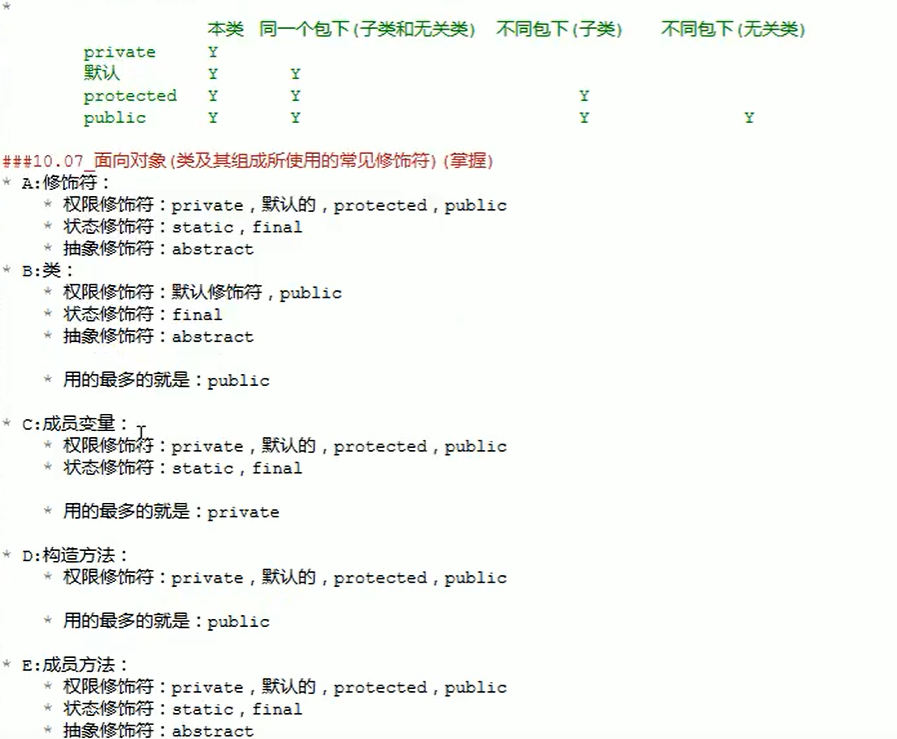 *
本类 同一个包下(子类和无关类) 不同包下(子类) 不同包下(无关类)
private Y
默认 Y Y
protected Y Y Y
public Y Y Y Y
###10.07_面向对象(类及其组成所使用的常见修饰符)(掌握)
* A:修饰符：
* 权限修饰符：private，默认的，protected，public
* 状态修饰符：static，final
* 抽象修饰符：abstract
* B:类：
* 权限修饰符：默认修饰符，public
* 状态修饰符：final
* 抽象修饰符：abstract
* 用的最多的就是：public
* C:成员变量：
* 权限修饰符：private，默认的，protected，public
* 状态修饰符：static，final
* 用的最多的就是：private
* D:构造方法：
* 权限修饰符：private，默认的，protected，public
* 用的最多的就是：public
* E:成员方法：
* 权限修饰符：private，默认的，protected，public
* 状态修饰符：static，final
* 抽象修饰符：abstract